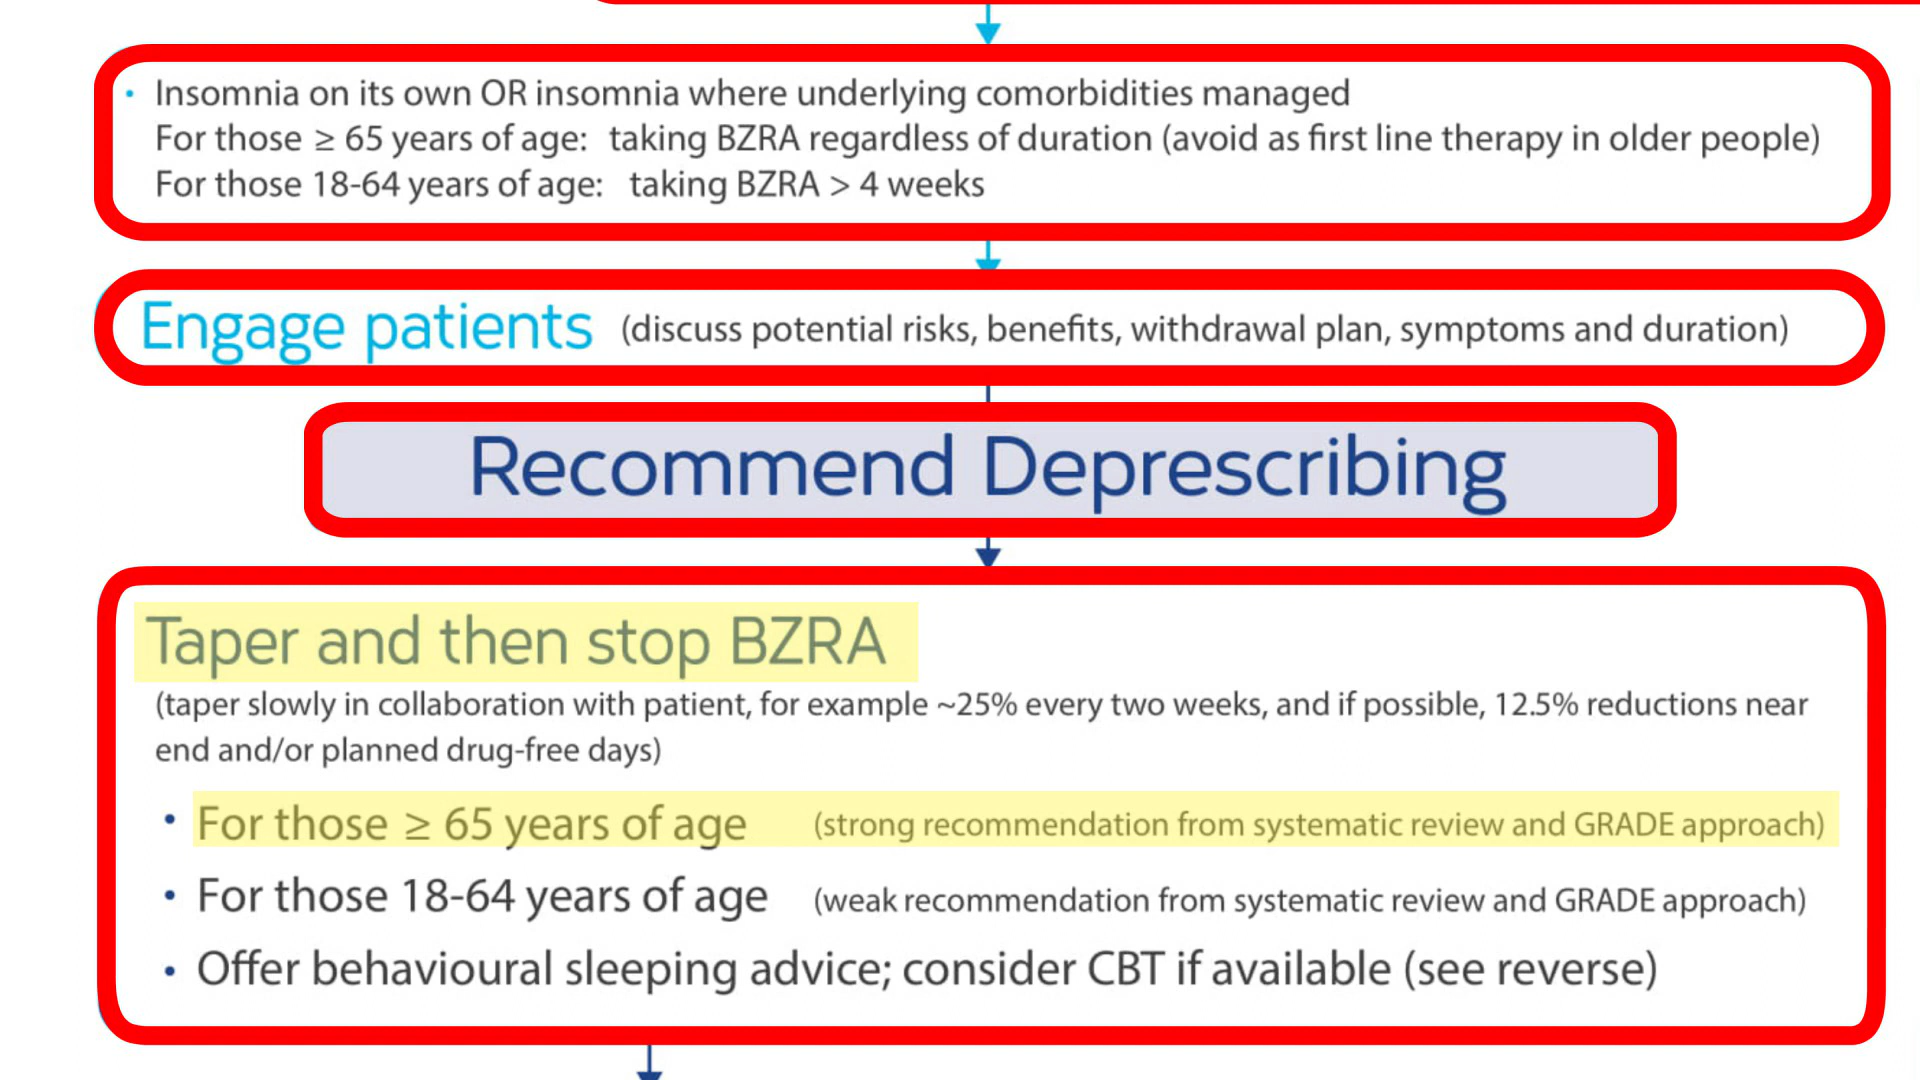 • Insomnia on its own OR insomnia where underlying comorbidities managed
For those ≥ 65 years of age: taking BZRA regardless of duration (avoid as first line therapy in older people)
For those 18-64 years of age: taking BZRA > 4 weeks
Engage patients (discuss potential risks, benefits, withdrawal plan, symptoms and duration)
Recommend Deprescribing
Taper and then stop BZRA
(taper slowly in collaboration with patient, for example ~25% every two weeks, and if possible, 12.5% reductions near
end and/or planned drug-free days)
• For those ≥ 65 years of age (strong recommendation from systematic review and GRADE approach)
• For those 18-64 years of age (weak recommendation from systematic review and GRADE approach)
• Offer behavioural sleeping advice; consider CBT if available (see reverse)